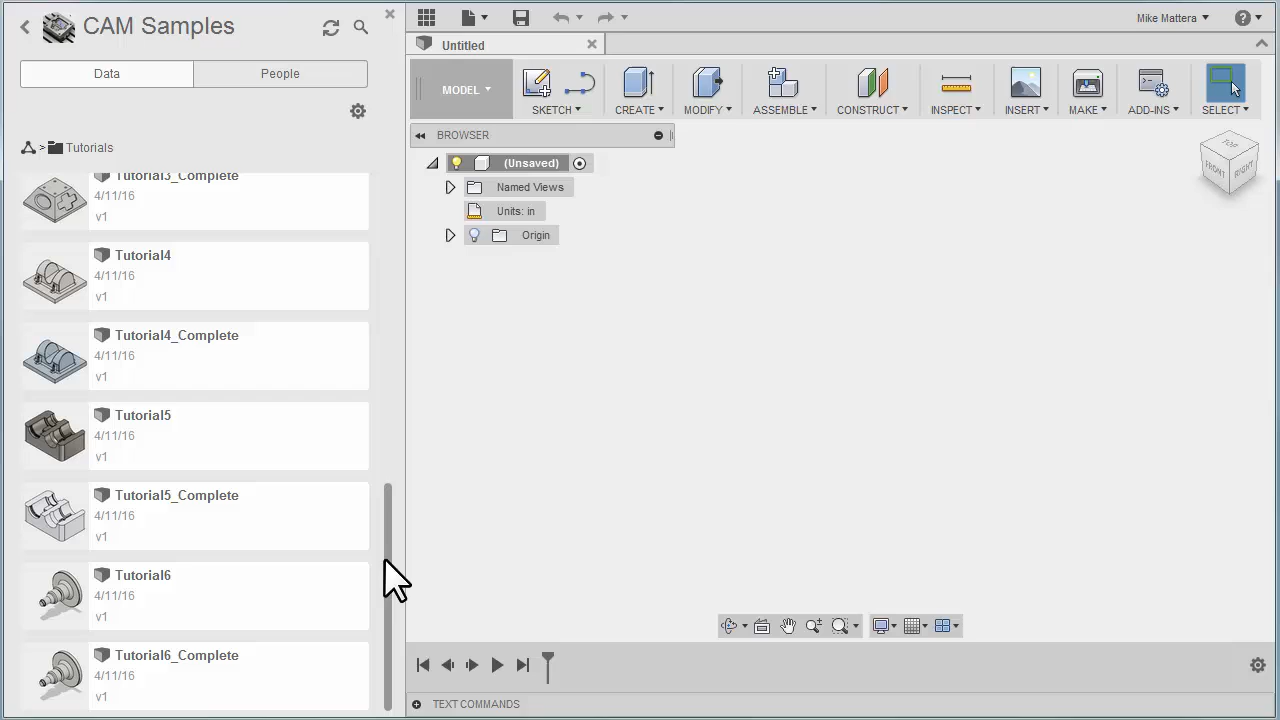 CAM Samples
Mike Mattera
Untitled
Data
People
MODEL
SKETCH
CREATE
MODIFY
ASSEMBLE
CONSTRUCT
INSPECT
INSERT
MAKE
ADD-INS
SELECT
BROWSER
> Tutorials
(Unsaved)
Named Views
Units: in
Origin
TOP
FRONT
RIGHT
Tutorial3_Complete
4/11/16
v1
Tutorial4
4/11/16
v1
Tutorial4_Complete
4/11/16
v1
Tutorial5
4/11/16
v1
Tutorial5_Complete
4/11/16
v1
Tutorial6
4/11/16
v1
Tutorial6_Complete
4/11/16
v1
TEXT COMMANDS